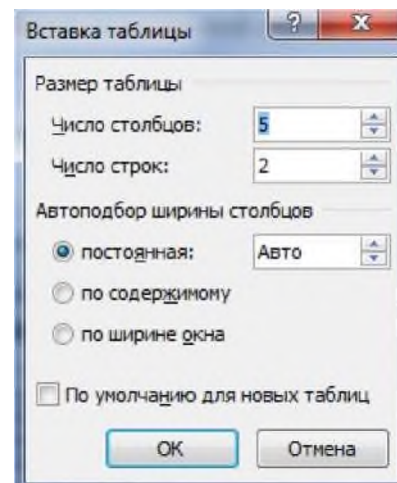 Вставка таблицы ? X
Размер таблицы
Число столбцов: 5
Число строк: 2
Автоподбор ширины столбцов
постоянная: Авто
по содержимому
по ширине окна
По умолчанию для новых таблиц
ОК Отмена